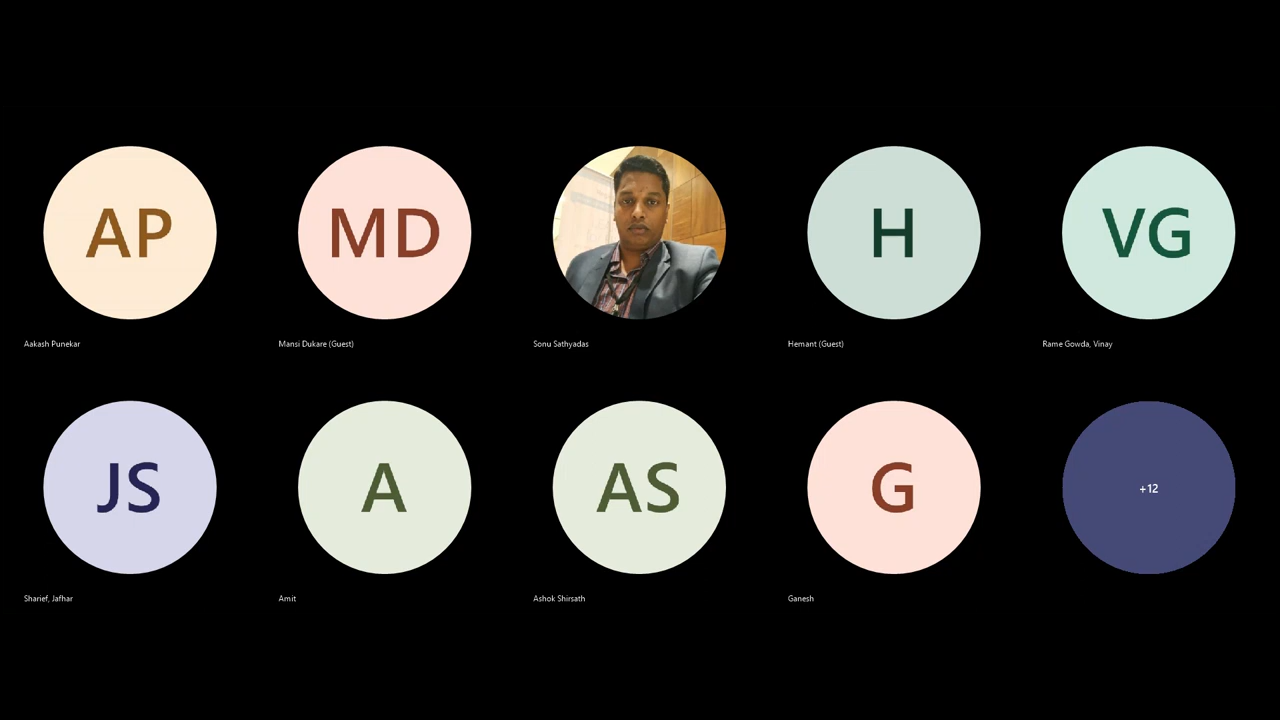 AP
MD
H
VG
Aakash Punekar
Mansi Dukare (Guest)
Sonu Sathyadas
Hemant (Guest)
Rame Gowda, Vinay
JS
A
AS
G
+12
Sharief, Jafhar
Amit
Ashok Shirsath
Ganesh